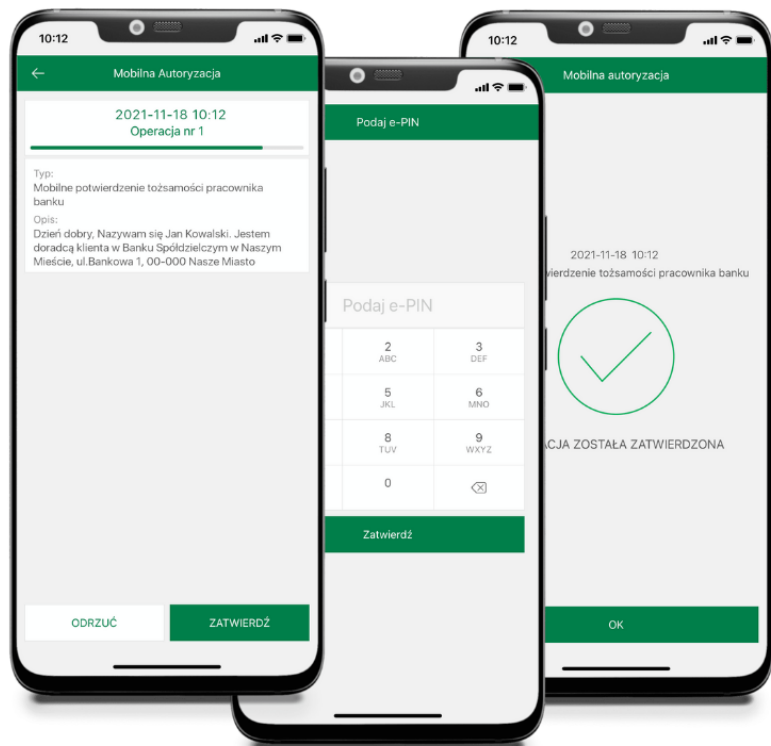 10:12
Mobilna Autoryzacja
2021-11-18 10:12
Operacja nr 1
Typ:
Mobilne potwierdzenie tożsamości pracownika
banku
Opis:
Dzień dobry, Nazywam się Jan Kowalski. Jestem
doradcą klienta w Banku Spółdzielczym w Naszym
Mieście, ul.Bankowa 1, 00-000 Nasze Miasto
ODRZUĆ
ZATWIERDŹ
Podaj e-PIN
Podaj e-PIN
2
ABC
3
DEF
5
JKL
6
MNO
8
TUV
9
WXYZ
0
Zatwierdź
10:12
Mobilna autoryzacja
2021-11-18 10:12
tożsamości pracownika banku
ZOSTAŁA ZATWIERDZONA
OK